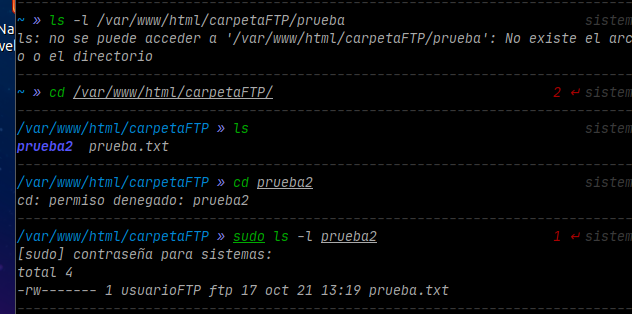 ~ » ls -l /var/www/html/carpetaFTP/prueba sistem
ls: no se puede acceder a '/var/www/html/carpetaFTP/prueba': No existe el arc
o o el directorio
~ » cd /var/www/html/carpetaFTP/ 2 ↵ sistem
/var/www/html/carpetaFTP » ls sistem
prueba2 prueba.txt
/var/www/html/carpetaFTP » cd prueba2 sistem
cd: permiso denegado: prueba2
/var/www/html/carpetaFTP » sudo ls -l prueba2 1 ↵ sistem
[sudo] contraseña para sistemas:
total 4
-rw------- 1 usuarioFTP ftp 17 oct 21 13:19 prueba.txt
Na
wel